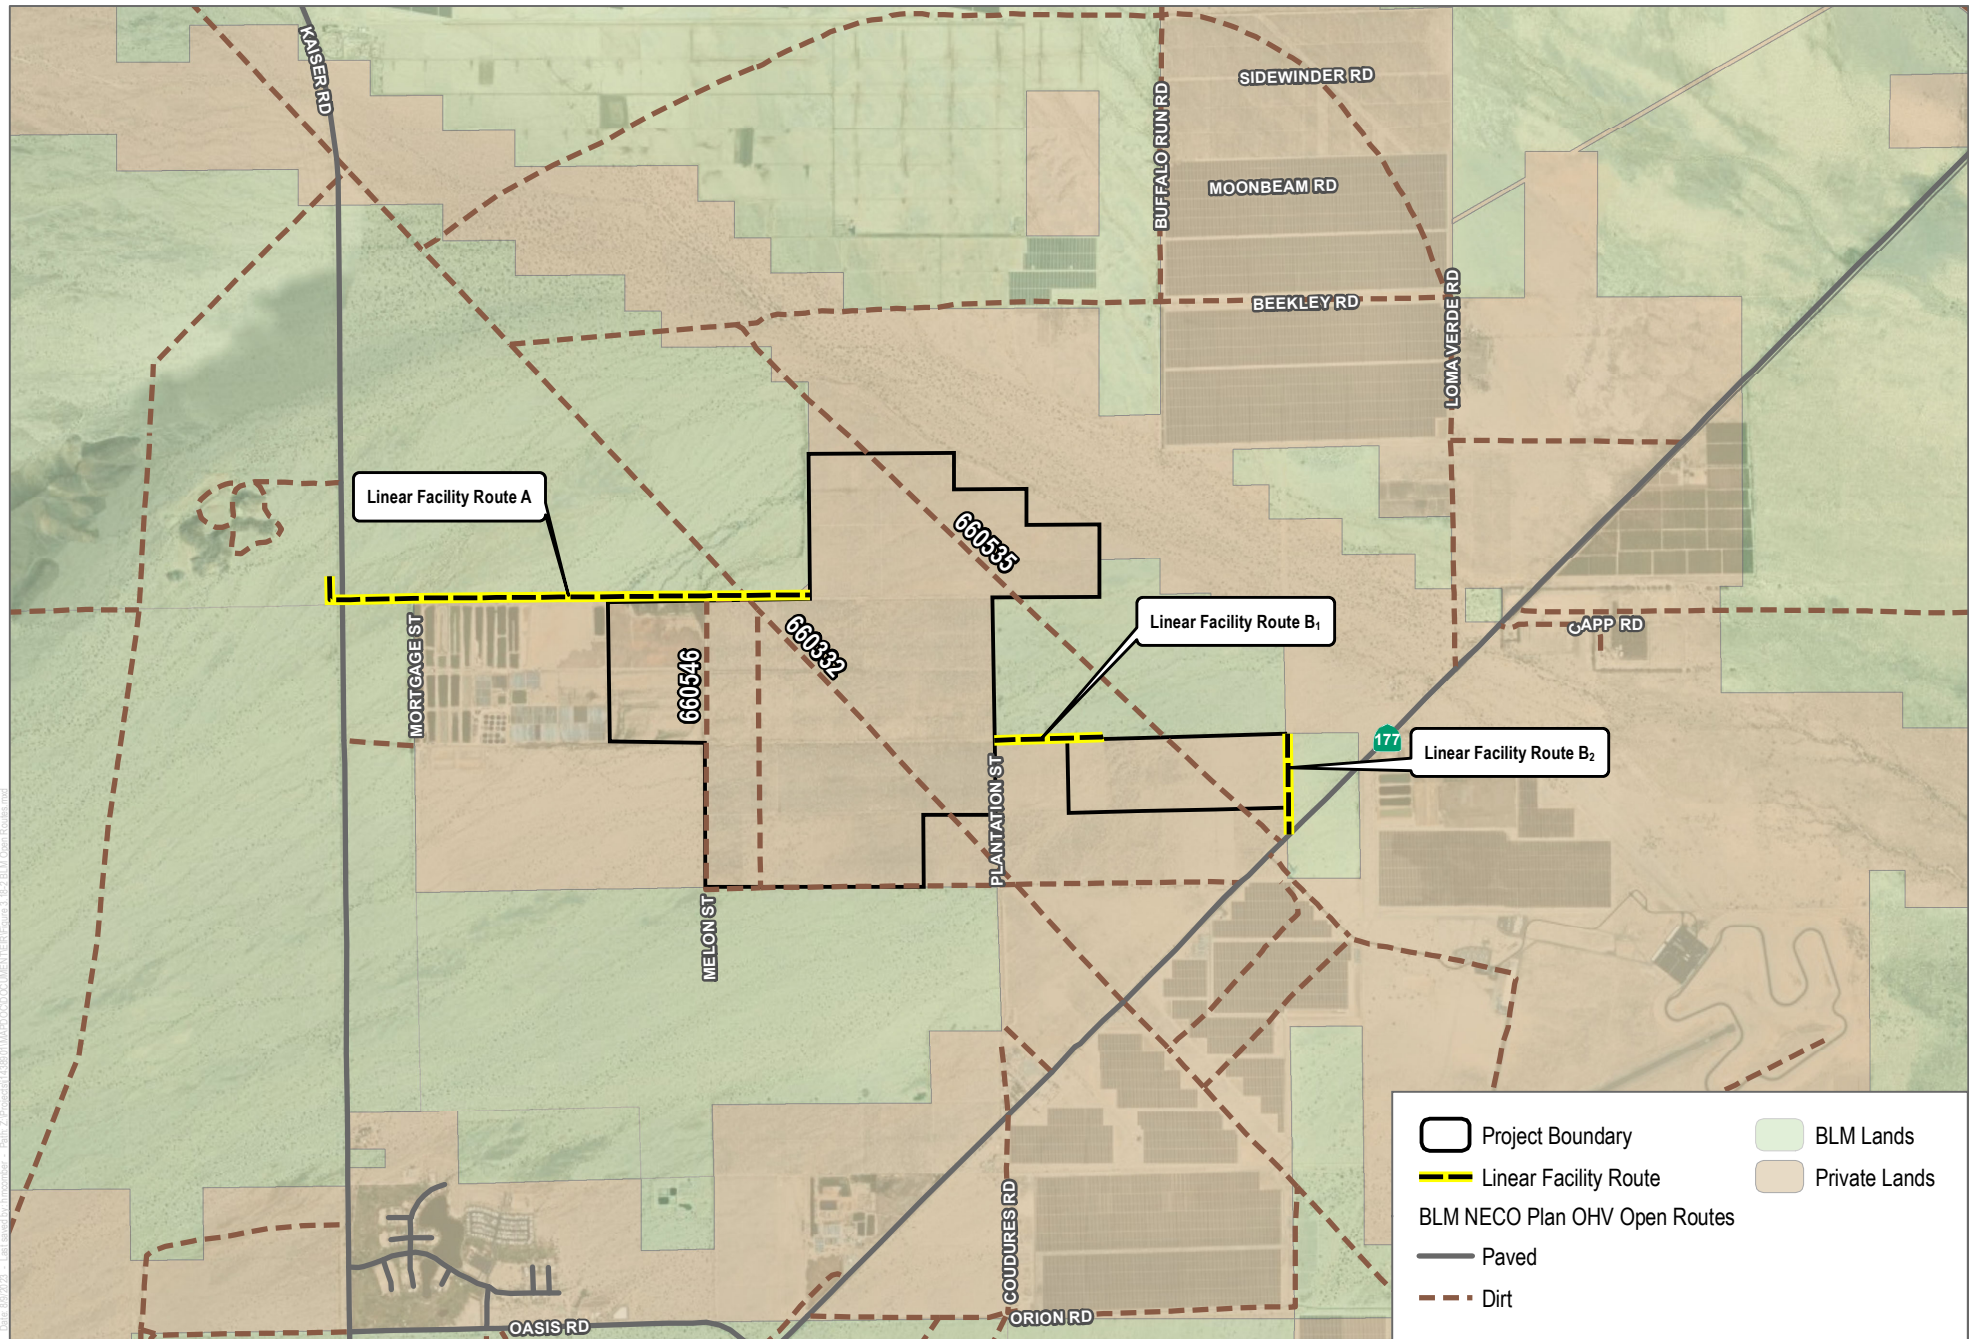 KAISER RD
SIDEWINDER RD
BUFFALO RUN RD
MOONBEAM RD
BEEKLEY RD
LOMA VERDE RD
Linear Facility Route A
660535
Linear Facility Route B1
CAPP RD
MORTGAGE ST
660546
660332
177
Linear Facility Route B2
PLANTATION ST
MELON ST
COUDURES RD
ORION RD
OASIS RD
Project Boundary
Linear Facility Route
BLM NECO Plan OHV Open Routes
Paved
Dirt
BLM Lands
Private Lands